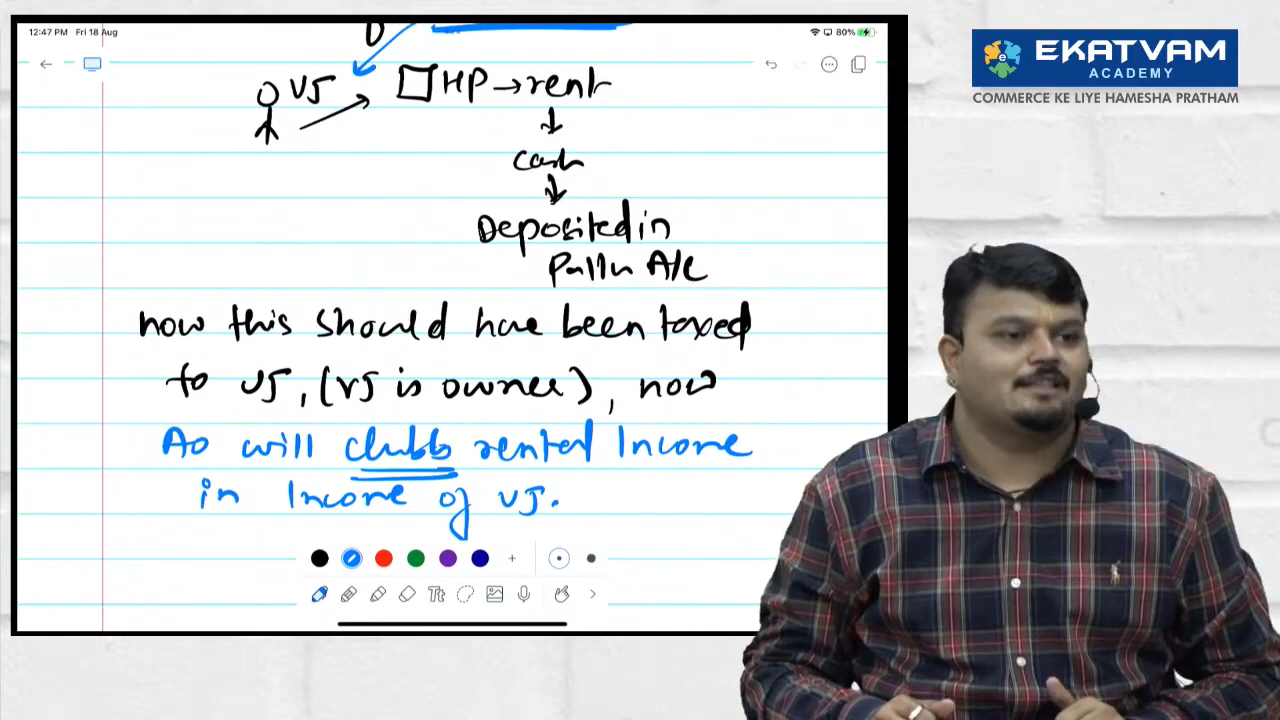 12:47 PM Fri 18 Aug
80%
VJ
HP → rent
Cash
Deposited in
Pallu A/c
now this should have been taxed
to VJ, (VJ is owner), now
AO will clubb rented Income
in Income of VJ.
Tt
e
EKATVAM
ACADEMY
COMMERCE KE LIYE HAMESHA PRATHAM